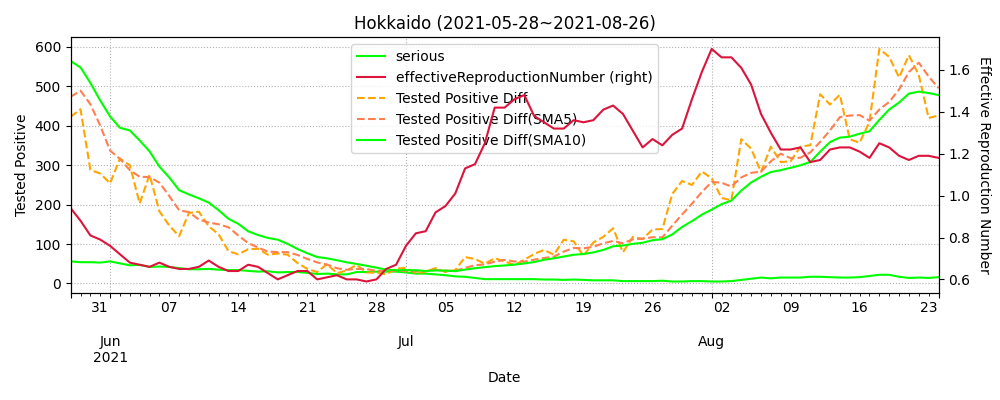 Hokkaido (2021-05-28~2021-08-26)
serious
effectiveReproductionNumber (right)
Tested Positive Diff
Tested Positive Diff(SMA5)
Tested Positive Diff(SMA10)
Tested Positive
600
500
400
300
200
100
0
1.6
1.4
1.2
1.0
0.8
0.6
Effective Reproduction Number
31 07 14 21 28 05 12 19 26 02 09 16 23
Jun Jul Aug
2021
Date